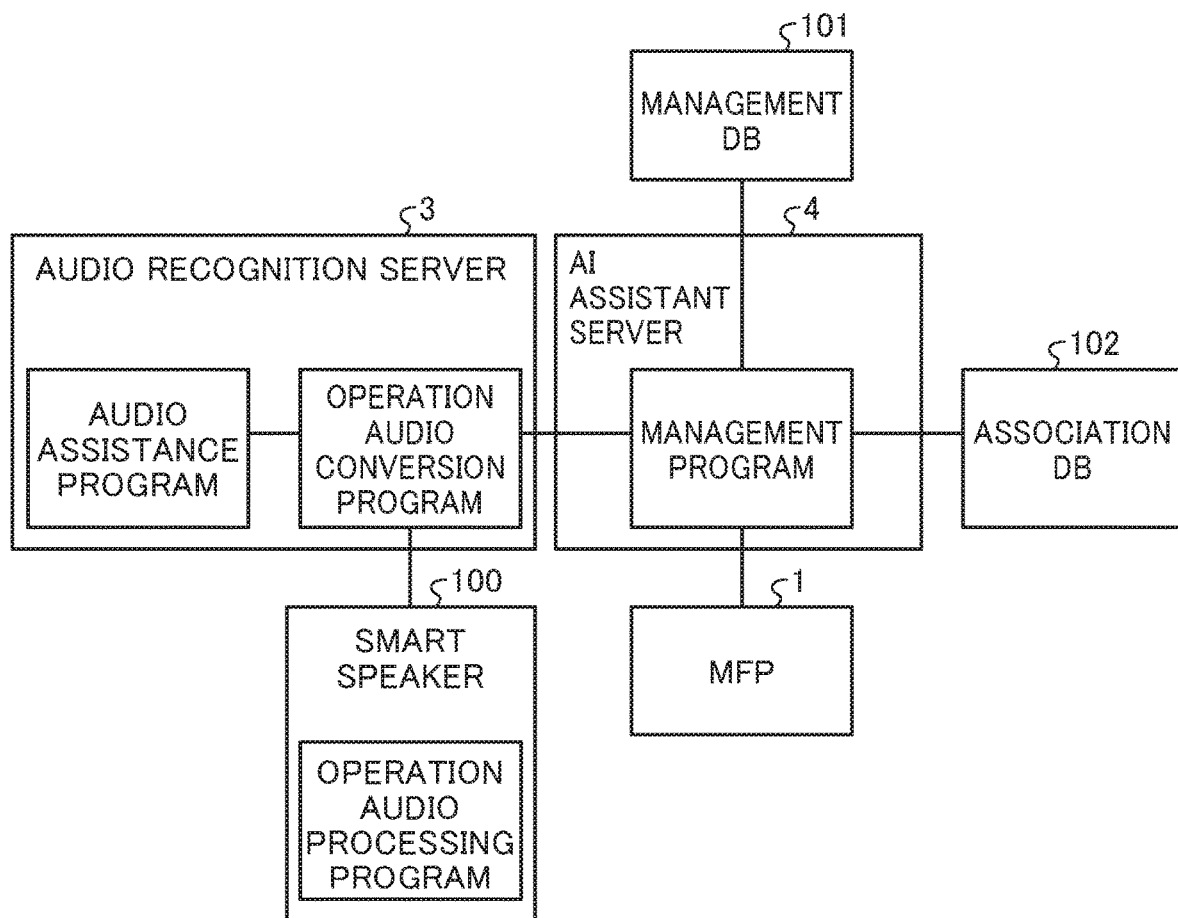 101
MANAGEMENT
DB
3
AUDIO RECOGNITION SERVER
AUDIO
ASSISTANCE
PROGRAM
OPERATION
AUDIO
CONVERSION
PROGRAM
4
AI
ASSISTANT
SERVER
MANAGEMENT
PROGRAM
102
ASSOCIATION
DB
100
SMART
SPEAKER
OPERATION
AUDIO
PROCESSING
PROGRAM
1
MFP